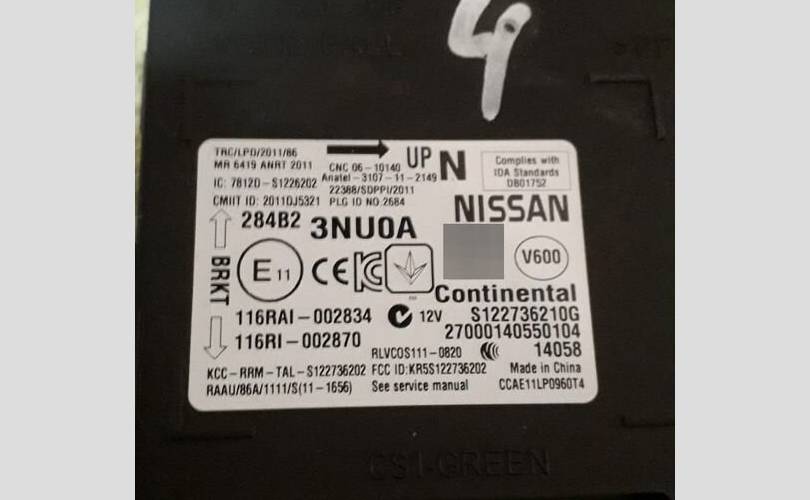 4
TRC/LPD/2011/86
MR 6419 ANRT 2011
IC: 7812D-S1226202
CMIIT ID: 2011DJ5321
CNC 06-10140
Anatel-3107-11-2149
22388/SDPPI/2011
PLG ID NO.2684
UP N
Complies with
IDA Standards
DB01752
NISSAN
284B2 3NU0A
BRKT
E11 CE KC
V600
Continental
116RAI-002834
116RI-002870
12V
S122736210G
27000140550104
RLVCOS111-0820
14058
KCC-RRM-TAL-S122736202
FCC ID:KR5S122736202
Made in China
RAAU/86A/1111/S(11-1656)
See service manual
CCAE11LP0960T4
CS1-GREEN